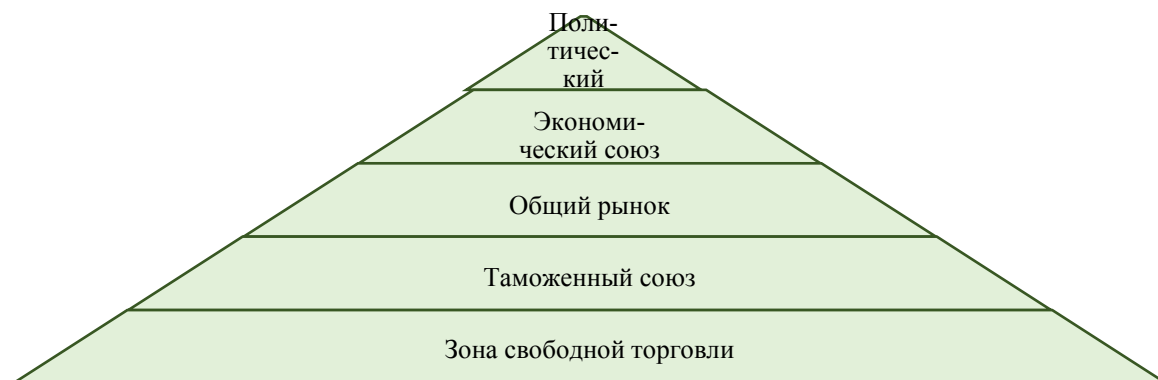 Поли-
тичес-
кий
Экономи-
ческий союз
Общий рынок
Таможенный союз
Зона свободной торговли